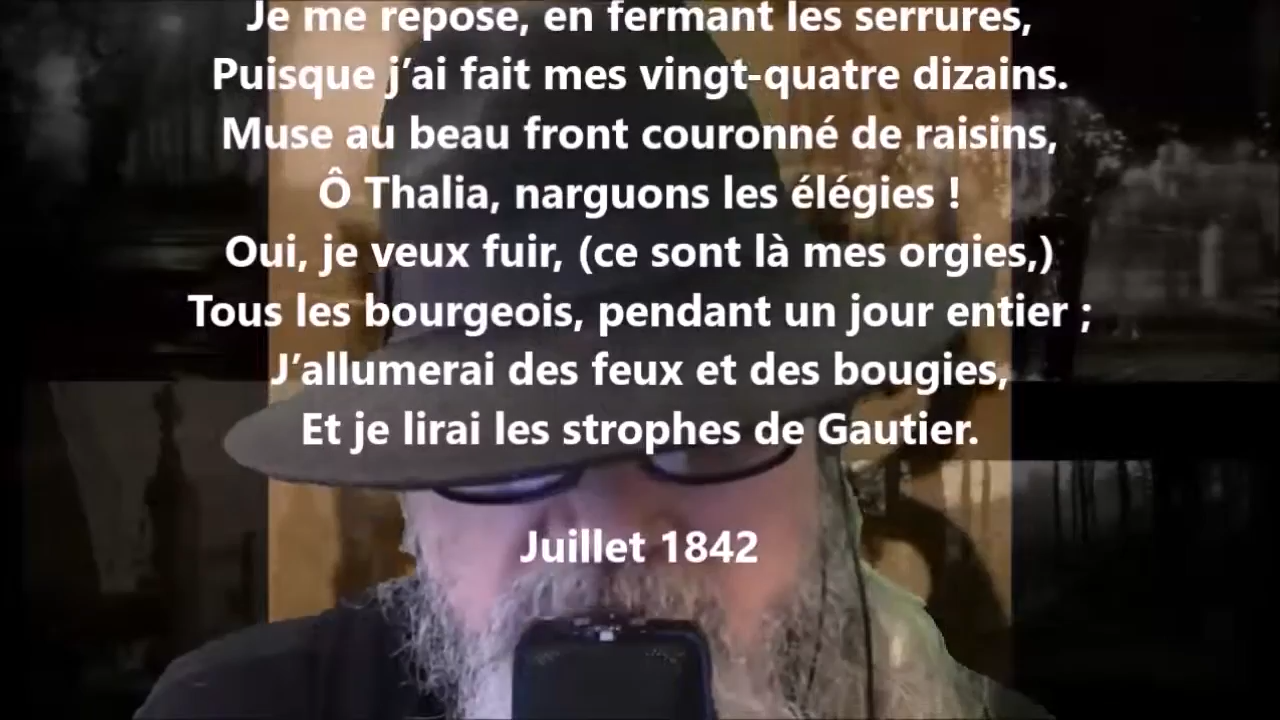 Je me repose, en fermant les serrures,
Puisque j’ai fait mes vingt-quatre dizains.
Muse au beau front couronné de raisins,
Ô Thalia, narguons les élégies !
Oui, je veux fuir, (ce sont là mes orgies,)
Tous les bourgeois, pendant un jour entier ;
J’allumerai des feux et des bougies,
Et je lirai les strophes de Gautier.
Juillet 1842